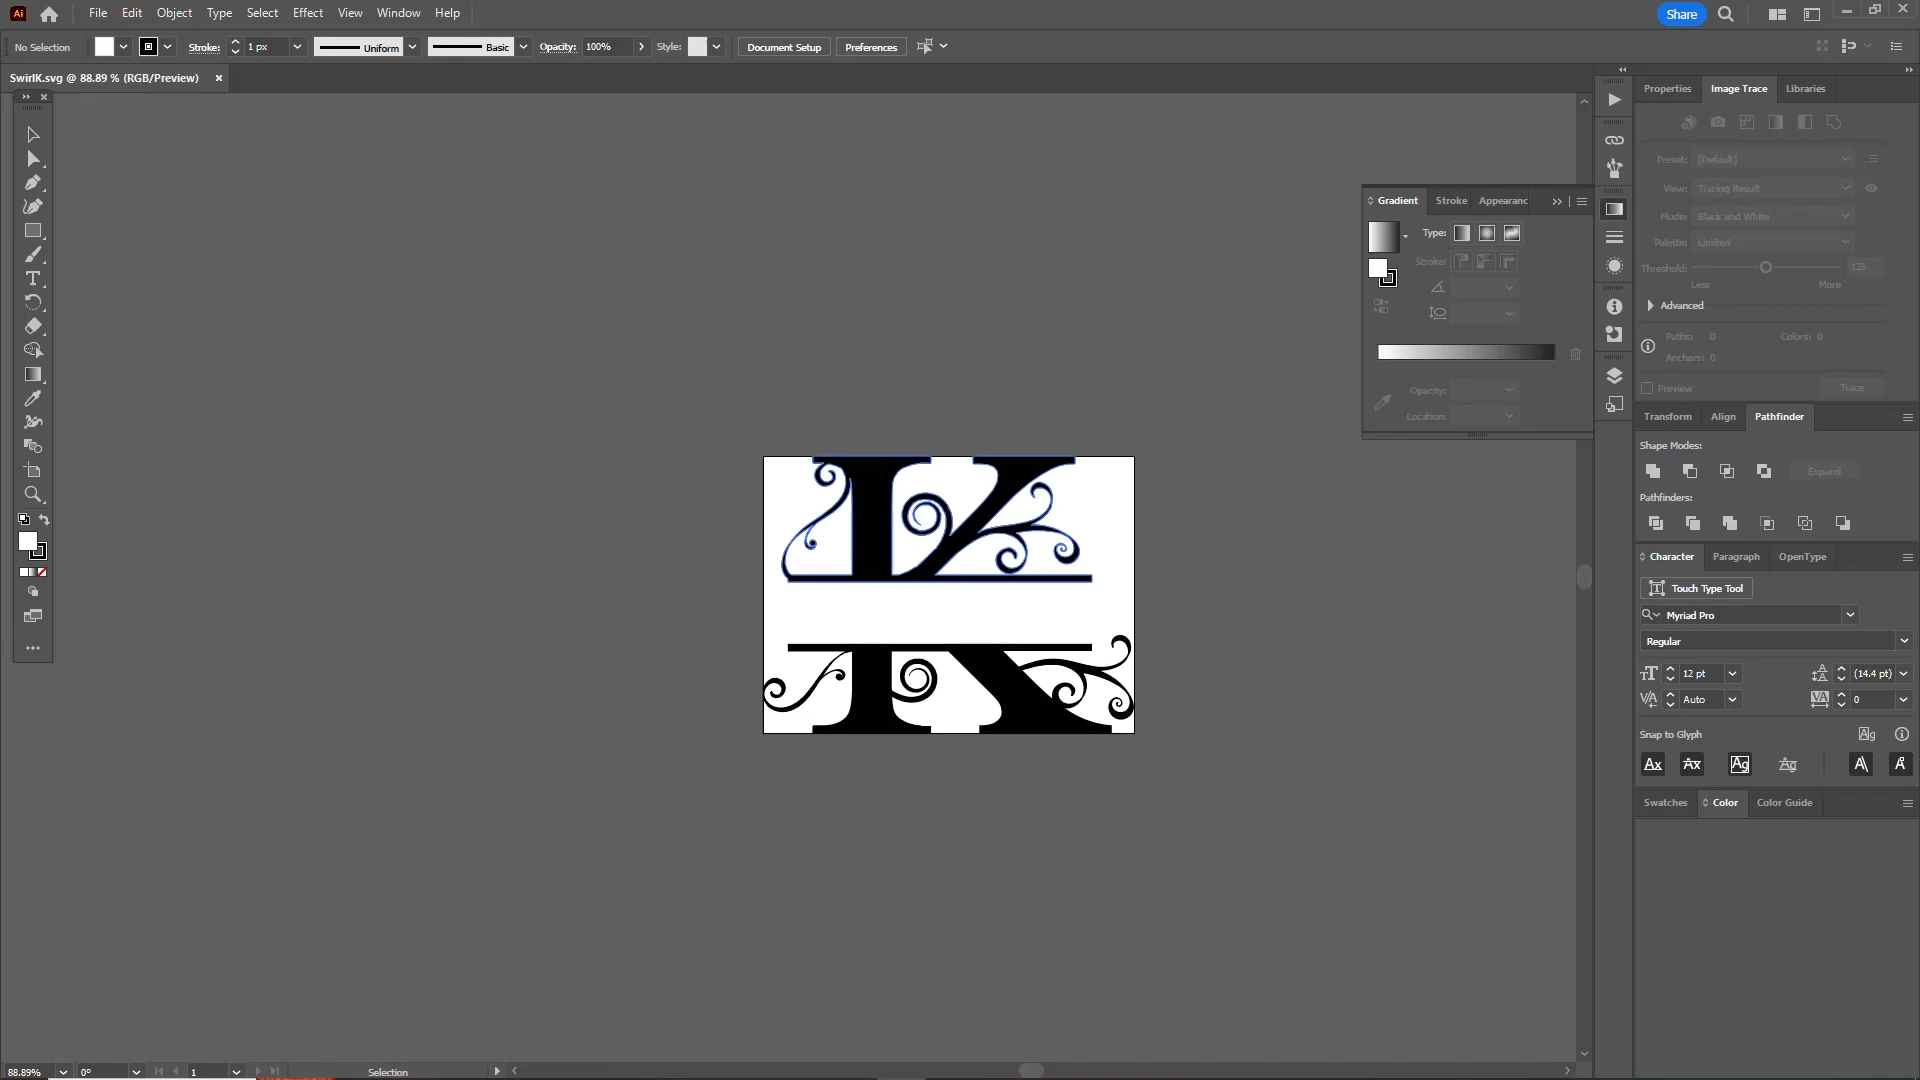 Ai File Edit Object Type Select Effect View Window Help Share
No Selection Stroke: 1 px Uniform Basic Opacity: 100% Style: Document Setup Preferences
SwirlK.svg @ 88.89 % (RGB/Preview)
Properties Image Trace Libraries
Preset: [Default]
View: Tracing Result
Mode: Black and White
Palette: Limited
Threshold: 128
Less More
Advanced
Paths: 0 Colors: 0
Anchors: 0
Preview Trace
Gradient Stroke Appearanc
Type:
Stroke:
Opacity:
Location:
Transform Align Pathfinder
Shape Modes:
Expand
Pathfinders:
Character Paragraph OpenType
Touch Type Tool
Myriad Pro
Regular
12 pt (14.4 pt)
Auto 0
Snap to Glyph
Swatches Color Color Guide
K
88.89% 0° 1 Selection